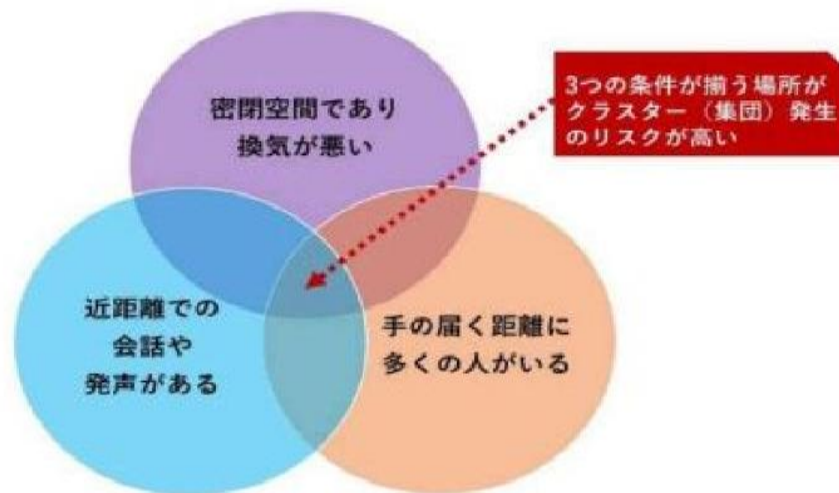 密閉空間であり
換気が悪い
3つの条件が揃う場所が
クラスター（集団）発生
のリスクが高い
近距離での
会話や
発声がある
手の届く距離に
多くの人がいる